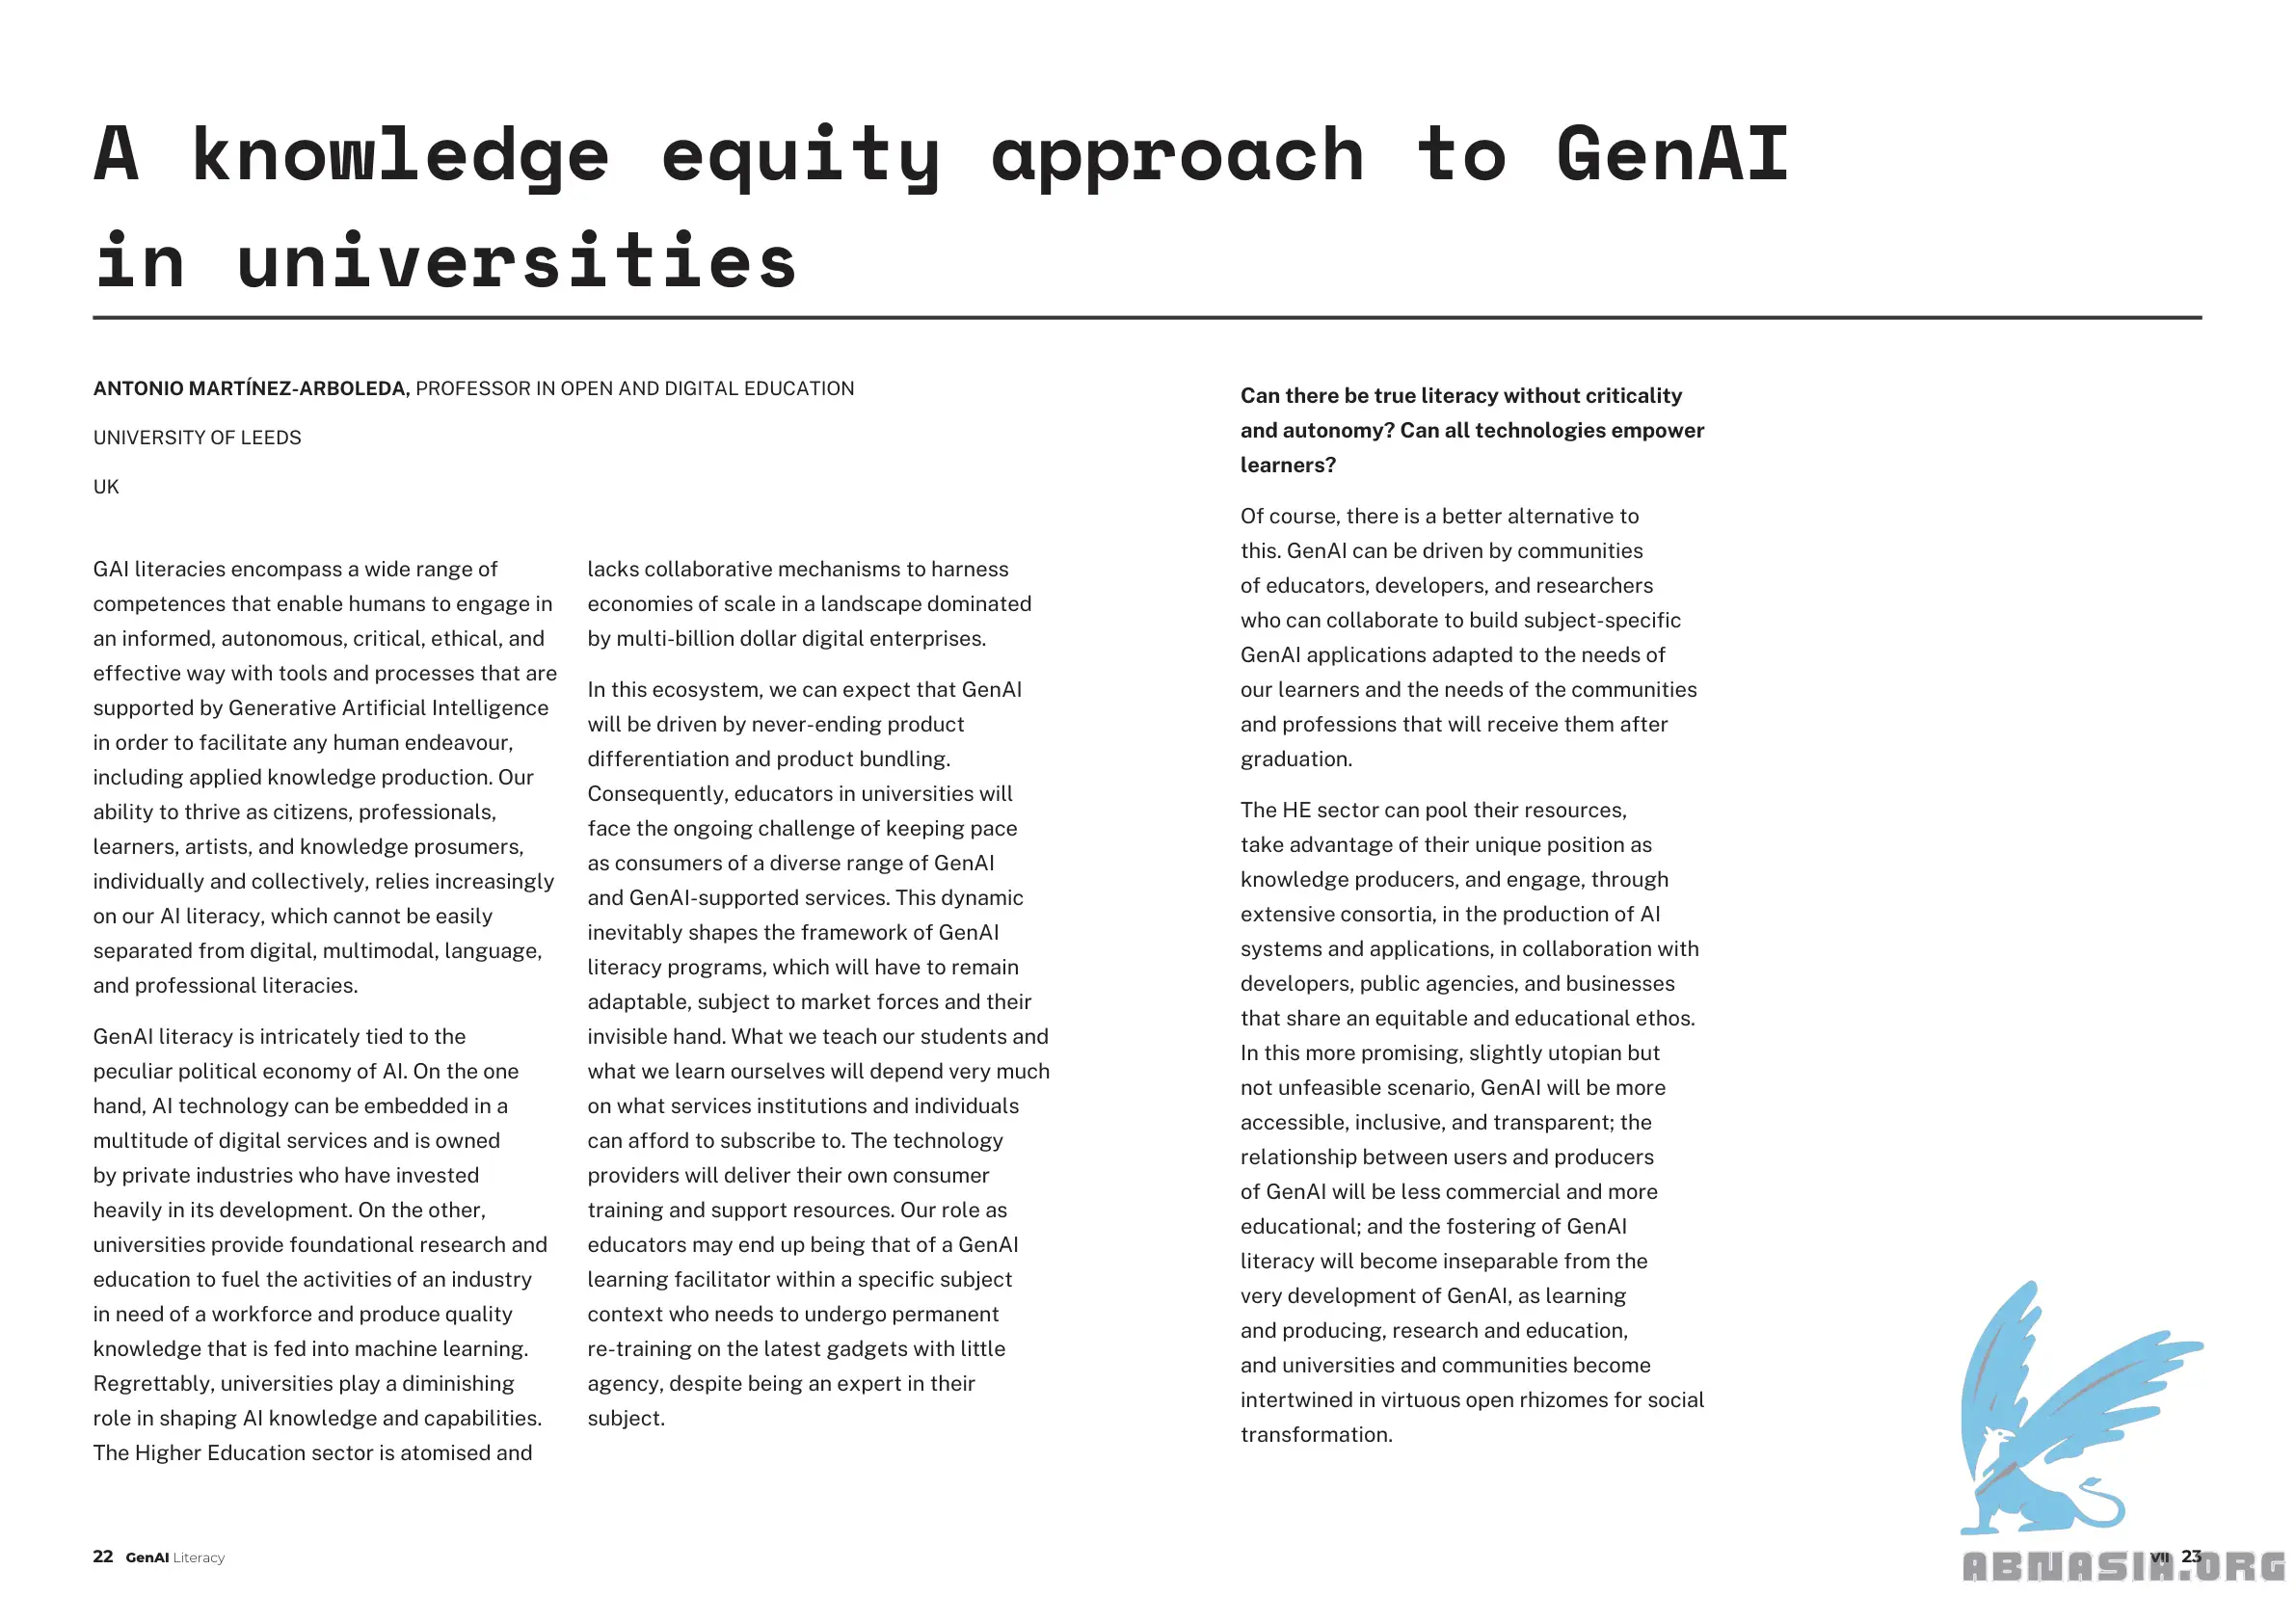 A knowledge equity approach to GenAI
in universities
ANTONIO MARTÍNEZ-ARBOLEDA, PROFESSOR IN OPEN AND DIGITAL EDUCATION
UNIVERSITY OF LEEDS
UK
GAI literacies encompass a wide range of
competences that enable humans to engage in
an informed, autonomous, critical, ethical, and
effective way with tools and processes that are
supported by Generative Artificial Intelligence
in order to facilitate any human endeavour,
including applied knowledge production. Our
ability to thrive as citizens, professionals,
learners, artists, and knowledge prosumers,
individually and collectively, relies increasingly
on our AI literacy, which cannot be easily
separated from digital, multimodal, language,
and professional literacies.
GenAI literacy is intricately tied to the
peculiar political economy of AI. On the one
hand, AI technology can be embedded in a
multitude of digital services and is owned
by private industries who have invested
heavily in its development. On the other,
universities provide foundational research and
education to fuel the activities of an industry
in need of a workforce and produce quality
knowledge that is fed into machine learning.
Regrettably, universities play a diminishing
role in shaping AI knowledge and capabilities.
The Higher Education sector is atomised and
lacks collaborative mechanisms to harness
economies of scale in a landscape dominated
by multi-billion dollar digital enterprises.
In this ecosystem, we can expect that GenAI
will be driven by never-ending product
differentiation and product bundling.
Consequently, educators in universities will
face the ongoing challenge of keeping pace
as consumers of a diverse range of GenAI
and GenAI-supported services. This dynamic
inevitably shapes the framework of GenAI
literacy programs, which will have to remain
adaptable, subject to market forces and their
invisible hand. What we teach our students and
what we learn ourselves will depend very much
on what services institutions and individuals
can afford to subscribe to. The technology
providers will deliver their own consumer
training and support resources. Our role as
educators may end up being that of a GenAI
learning facilitator within a specific subject
context who needs to undergo permanent
re-training on the latest gadgets with little
agency, despite being an expert in their
subject.
Can there be true literacy without criticality
and autonomy? Can all technologies empower
learners?
Of course, there is a better alternative to
this. GenAI can be driven by communities
of educators, developers, and researchers
who can collaborate to build subject-specific
GenAI applications adapted to the needs of
our learners and the needs of the communities
and professions that will receive them after
graduation.
The HE sector can pool their resources,
take advantage of their unique position as
knowledge producers, and engage, through
extensive consortia, in the production of AI
systems and applications, in collaboration with
developers, public agencies, and businesses
that share an equitable and educational ethos.
In this more promising, slightly utopian but
not unfeasible scenario, GenAI will be more
accessible, inclusive, and transparent; the
relationship between users and producers
of GenAI will be less commercial and more
educational; and the fostering of GenAI
literacy will become inseparable from the
very development of GenAI, as learning
and producing, research and education,
and universities and communities become
intertwined in virtuous open rhizomes for social
transformation.
22 GenAI Literacy
VII 23
ABNASIA.ORG